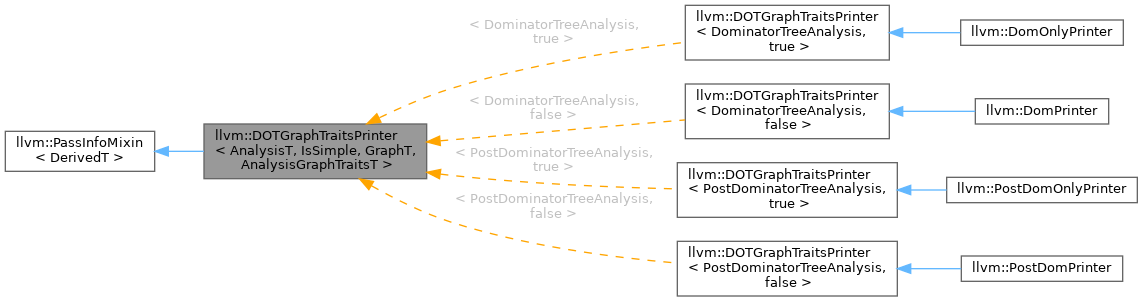 llvm::PassInfoMixin
< DerivedT >
llvm::DOTGraphTraitsPrinter
< AnalysisT, IsSimple, GraphT,
AnalysisGraphTraitsT >
< DominatorTreeAnalysis,
true >
< DominatorTreeAnalysis,
false >
< PostDominatorTreeAnalysis,
true >
< PostDominatorTreeAnalysis,
false >
llvm::DOTGraphTraitsPrinter
< DominatorTreeAnalysis,
true >
llvm::DomOnlyPrinter
llvm::DOTGraphTraitsPrinter
< DominatorTreeAnalysis,
false >
llvm::DomPrinter
llvm::DOTGraphTraitsPrinter
< PostDominatorTreeAnalysis,
true >
llvm::PostDomOnlyPrinter
llvm::DOTGraphTraitsPrinter
< PostDominatorTreeAnalysis,
false >
llvm::PostDomPrinter